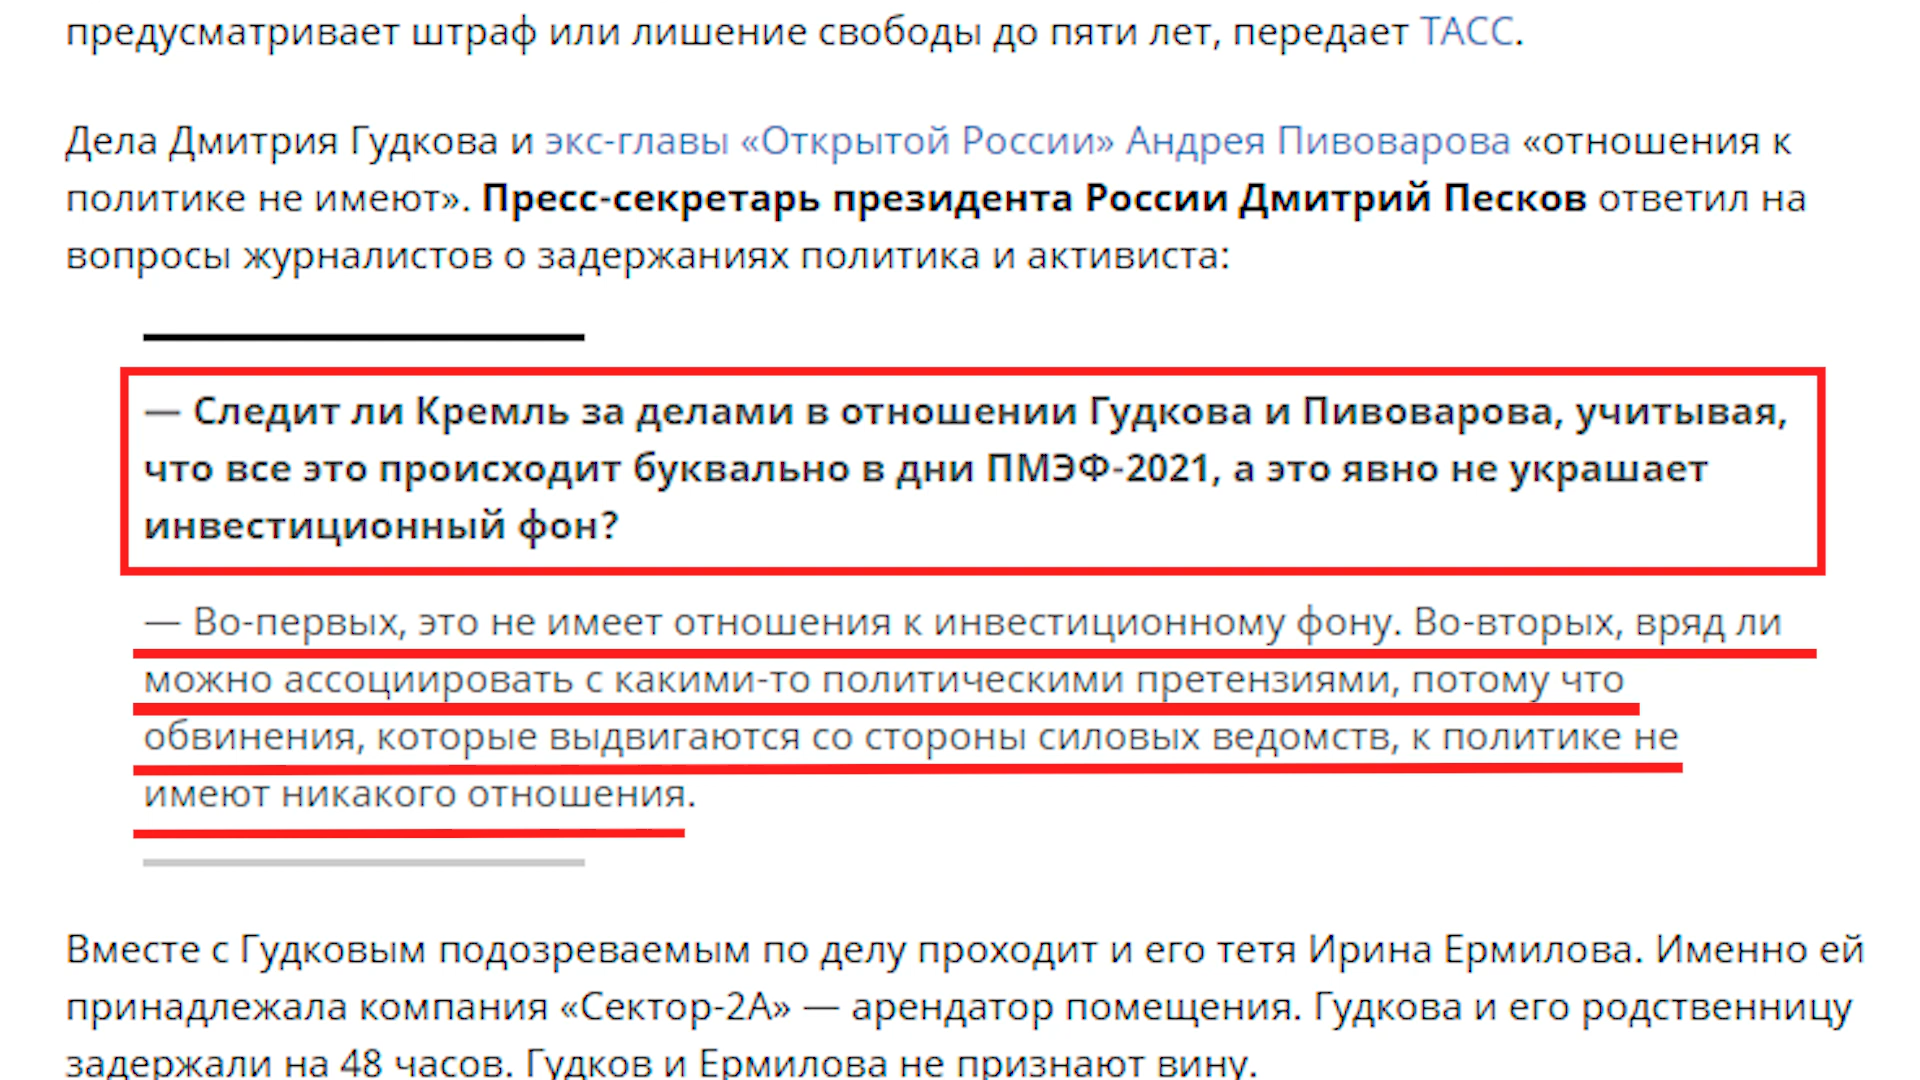 предусматривает штраф или лишение свободы до пяти лет, передает ТАСС.
Дела Дмитрия Гудкова и экс-главы «Открытой России» Андрея Пивоварова «отношения к
политике не имеют». Пресс-секретарь президента России Дмитрий Песков ответил на
вопросы журналистов о задержаниях политика и активиста:
— Следит ли Кремль за делами в отношении Гудкова и Пивоварова, учитывая,
что все это происходит буквально в дни ПМЭФ-2021, а это явно не украшает
инвестиционный фон?
— Во-первых, это не имеет отношения к инвестиционному фону. Во-вторых, вряд ли
можно ассоциировать с какими-то политическими претензиями, потому что
обвинения, которые выдвигаются со стороны силовых ведомств, к политике не
имеют никакого отношения.
Вместе с Гудковым подозреваемым по делу проходит и его тетя Ирина Ермилова. Именно ей
принадлежала компания «Сектор-2А» — арендатор помещения. Гудкова и его родственницу
задержали на 48 часов. Гудков и Ермилова не признают вину.